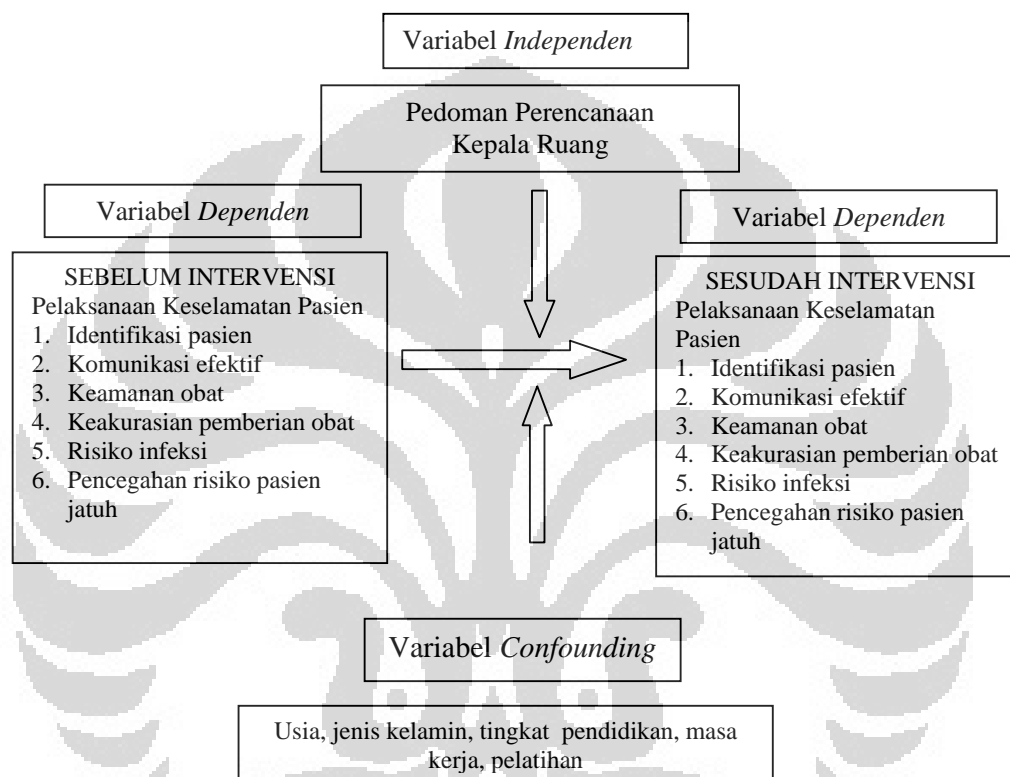 Variabel Independen
Pedoman Perencanaan
Kepala Ruang
Variabel Dependen
SEBELUM INTERVENSI
Pelaksanaan Keselamatan Pasien
1. Identifikasi pasien
2. Komunikasi efektif
3. Keamanan obat
4. Keakurasian pemberian obat
5. Risiko infeksi
6. Pencegahan risiko pasien
jatuh
Variabel Dependen
SESUDAH INTERVENSI
Pelaksanaan Keselamatan
Pasien
1. Identifikasi pasien
2. Komunikasi efektif
3. Keamanan obat
4. Keakurasian pemberian obat
5. Risiko infeksi
6. Pencegahan risiko pasien
jatuh
Variabel Confounding
Usia, jenis kelamin, tingkat pendidikan, masa
kerja, pelatihan